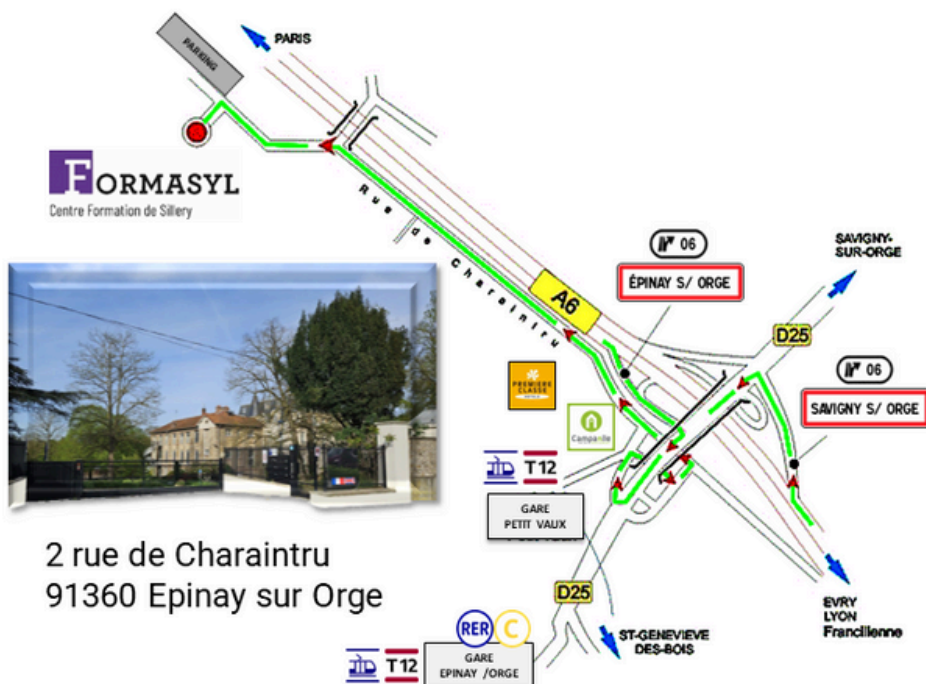 PARIS
PARKING
FORMASYL
Centre Formation de Sillery
Rue de Charaintru
N° 06
ÉPINAY S/ ORGE
SAVIGNY-
SUR-ORGE
A6
D25
N° 06
SAVIGNY S/ ORGE
PREMIERE
CLASSE
Campanile
T12
GARE
PETIT VAUX
2 rue de Charaintru
91360 Epinay sur Orge
D25
EVRY
LYON
Francilienne
ST-GENEVIEVE
DES-BOIS
RER C
T12
GARE
EPINAY /ORGE